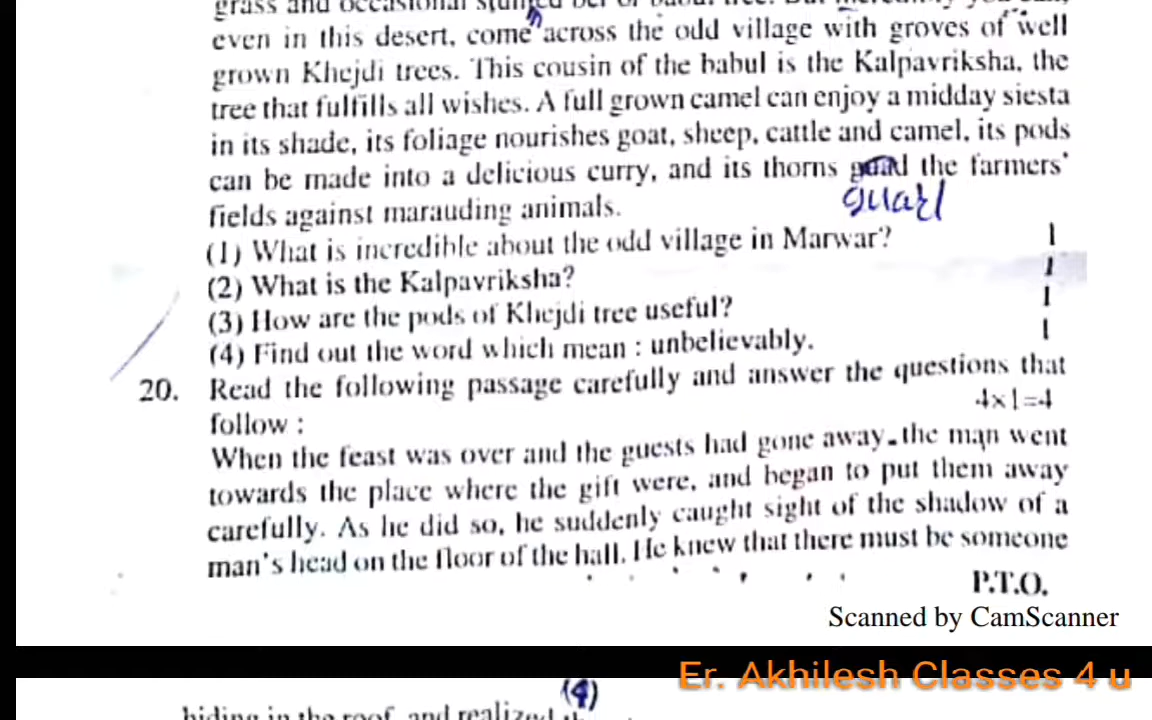 grass and occasional
even in this desert, come across the odd village with groves of well
grown Khejdi trees. This cousin of the babul is the Kalpavriksha, the
tree that fulfills all wishes. A full grown camel can enjoy a midday siesta
in its shade, its foliage nourishes goat, sheep, cattle and camel, its pods
can be made into a delicious curry, and its thorns the farmers'
guard
fields against marauding animals.
(1) What is incredible about the odd village in Marwar? 1
(2) What is the Kalpavriksha? 1
(3) How are the pods of Khejdi tree useful? 1
(4) Find out the word which mean : unbelievably. 1
20. Read the following passage carefully and answer the questions that
follow : 4×1=4
When the feast was over and the guests had gone away. the man went
towards the place where the gift were, and began to put them away
carefully. As he did so, he suddenly caught sight of the shadow of a
man's head on the floor of the hall. He knew that there must be someone
P.T.O.
Scanned by CamScanner
Er. Akhilesh Classes 4 u
(4)
hiding in the roof, and realized